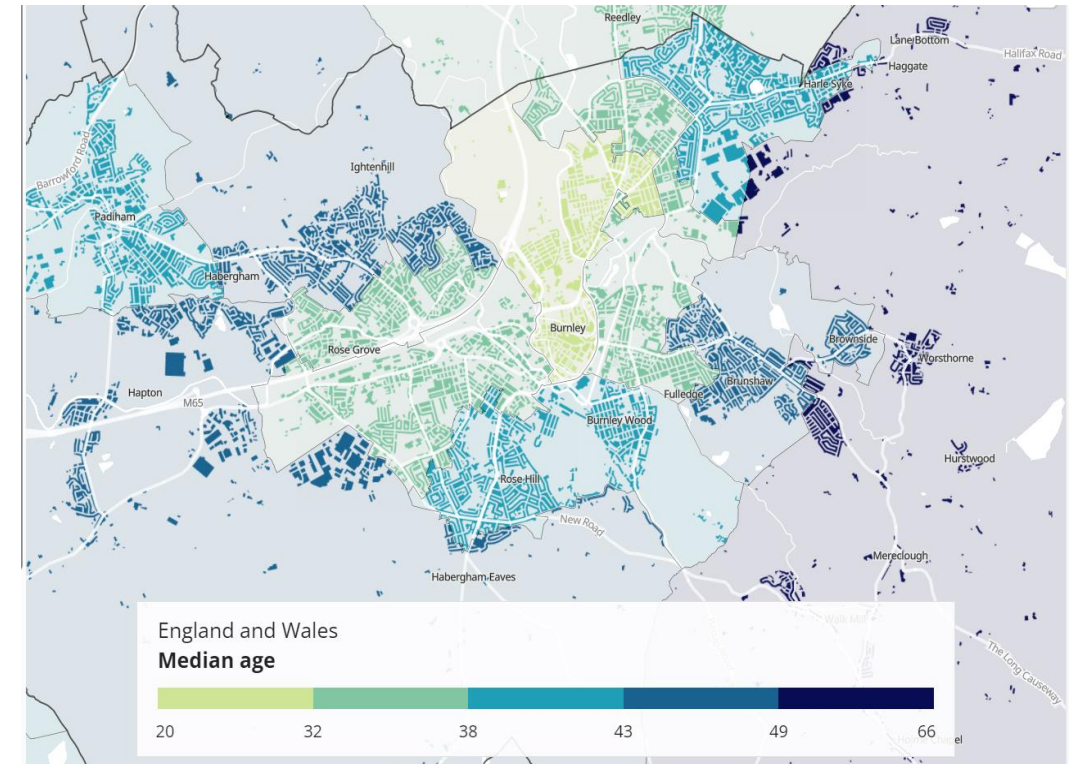 Reedley
Lane Bottom
Halifax Road
Haggate
Harle Syke
Barrowford Road
Ightenhill
Padiham
Habergham
Burnley
Brownside
Rose Grove
Worsthorne
Hapton
M65
Fulledge
Brunshaw
Burnley Wood
Hurstwood
Rose Hill
New Road
Mereclough
Habergham Eaves
Walk Mill
The Long Causeway
England and Wales
Median age
20 32 38 43 49 66